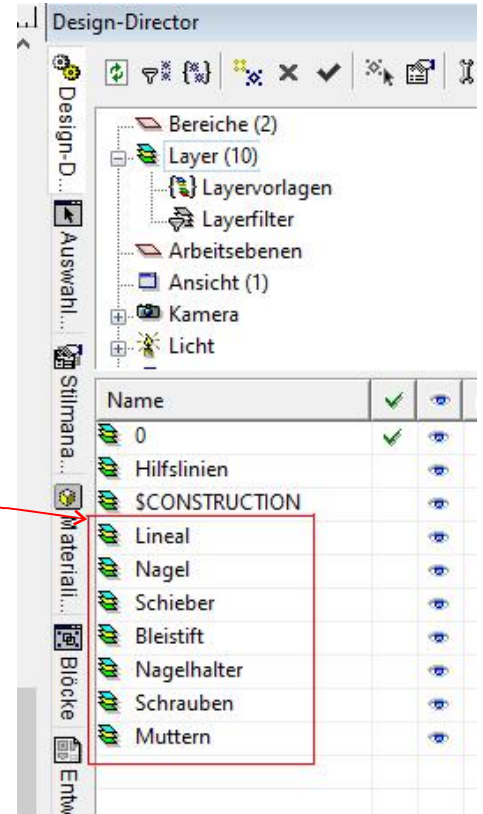 Design-Director
Design-D...
Auswahl...
Stilmana...
Materiali...
Blöcke
Entw
Bereiche (2)
Layer (10)
Layervorlagen
Layerfilter
Arbeitsebenen
Ansicht (1)
Kamera
Licht
Name
0
Hilfslinien
$CONSTRUCTION
Lineal
Nagel
Schieber
Bleistift
Nagelhalter
Schrauben
Muttern